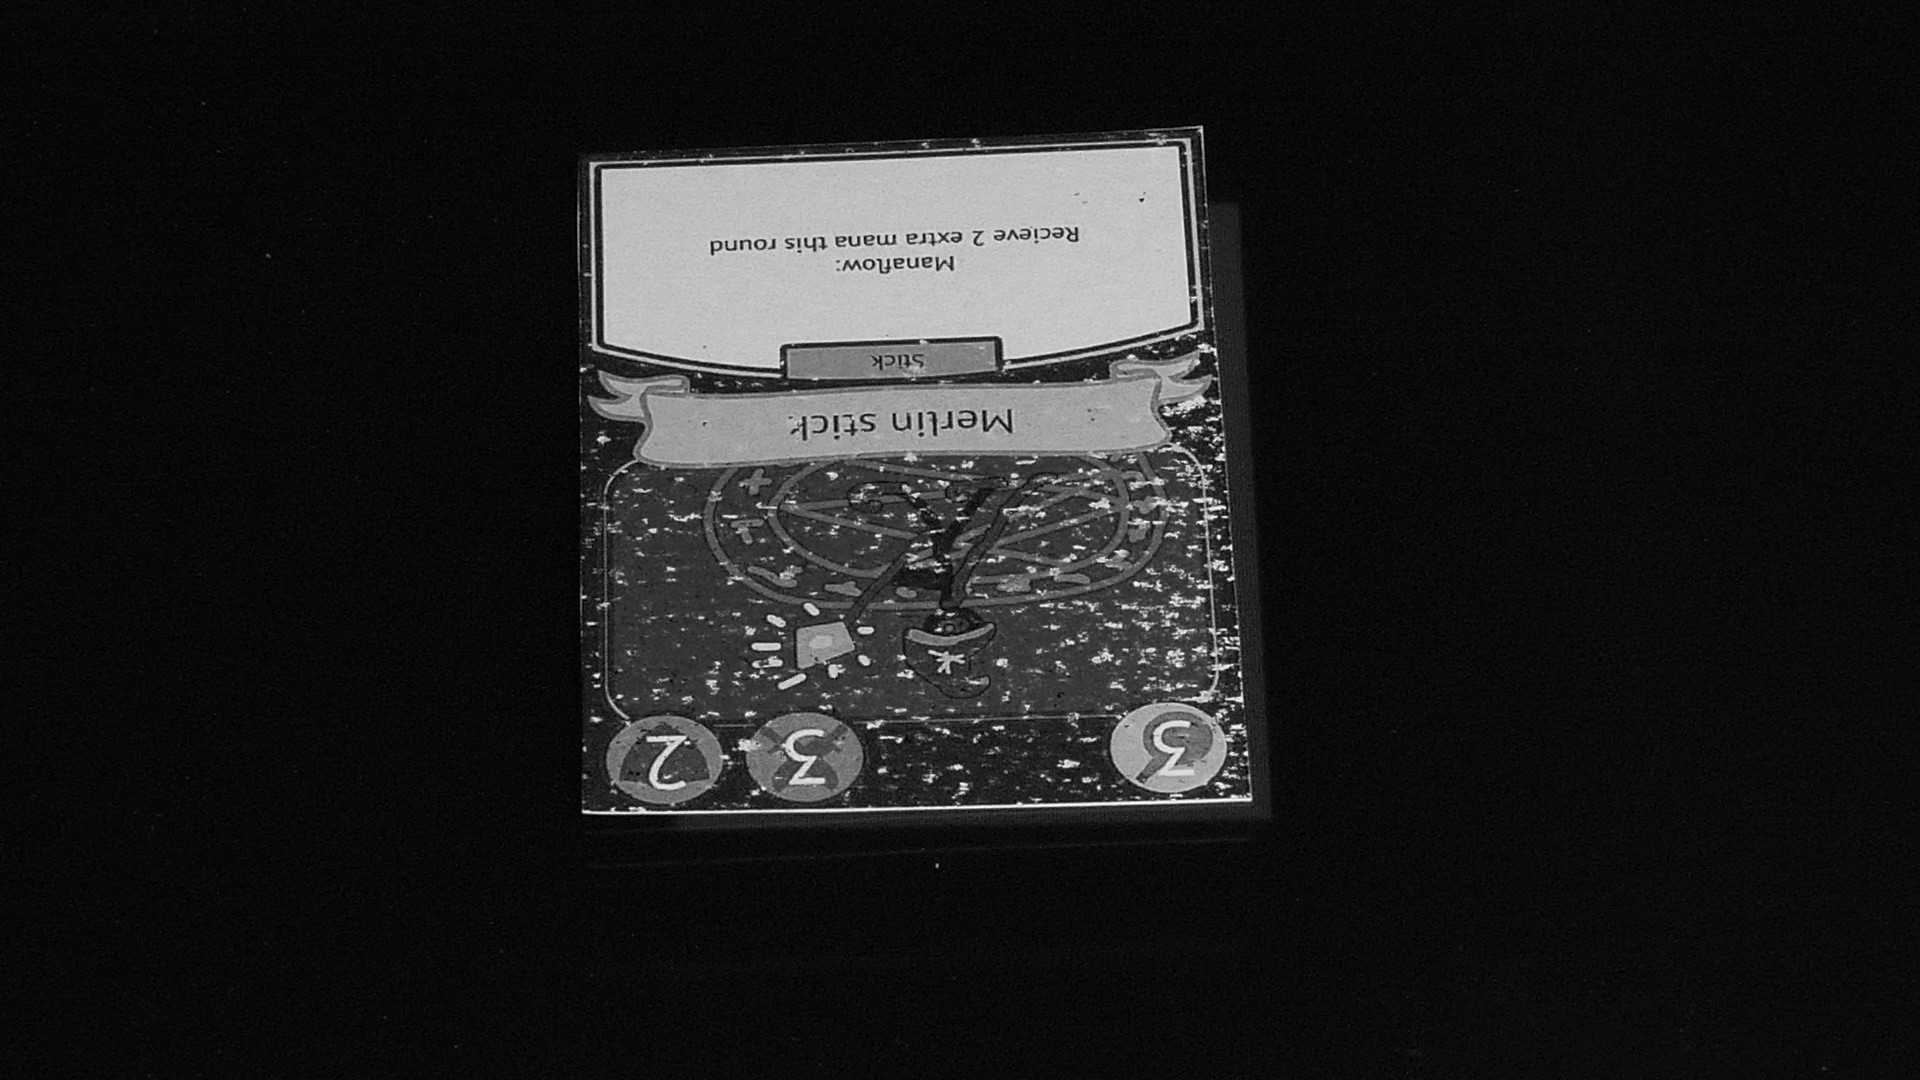 3 3 2
Merlin stick
Stick
Manaflow:
Recieve 2 extra mana this round